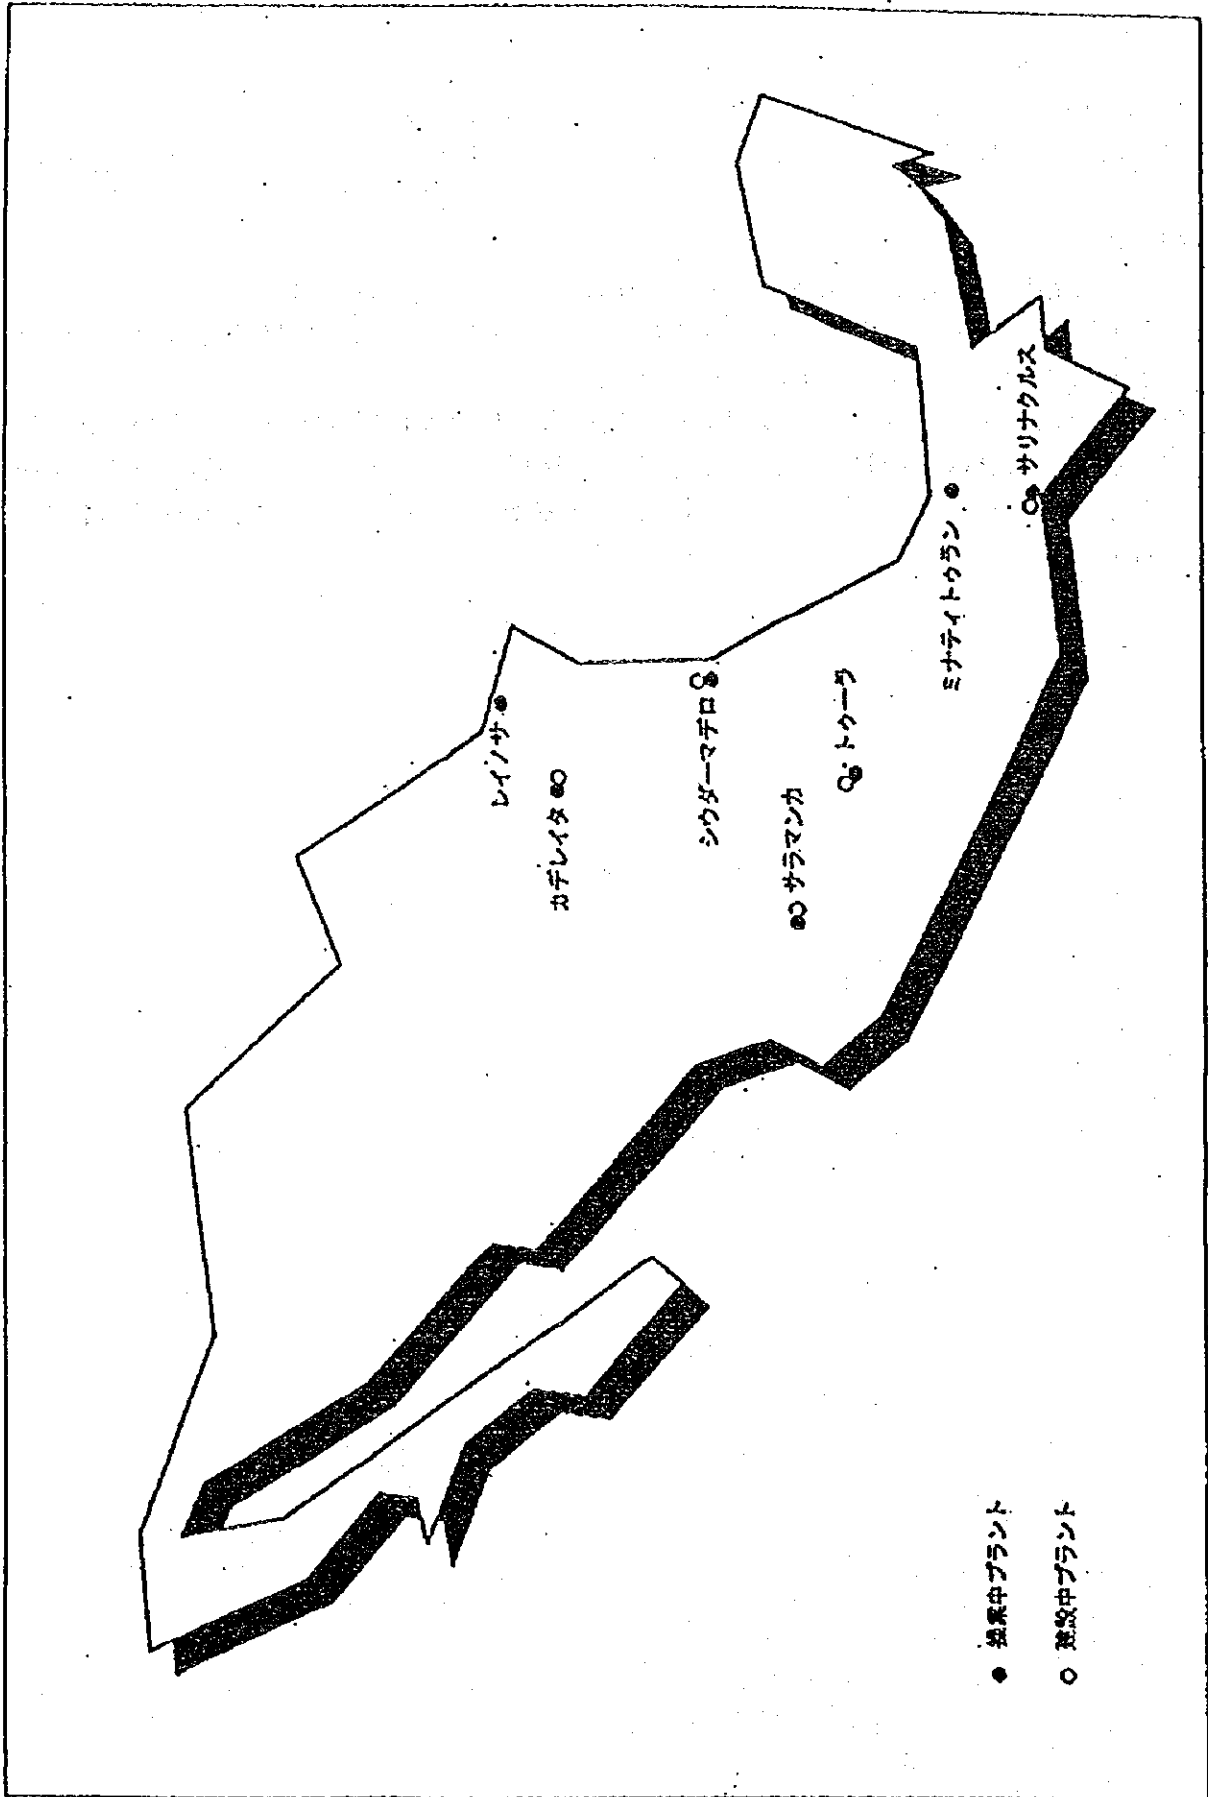 レイノサ
カデレイタ
シウダーマデロ
サラマンカ
トゥーラ
ミナティトゥラン
サリナクルス
● 操業中プラント
○ 建設中プラント